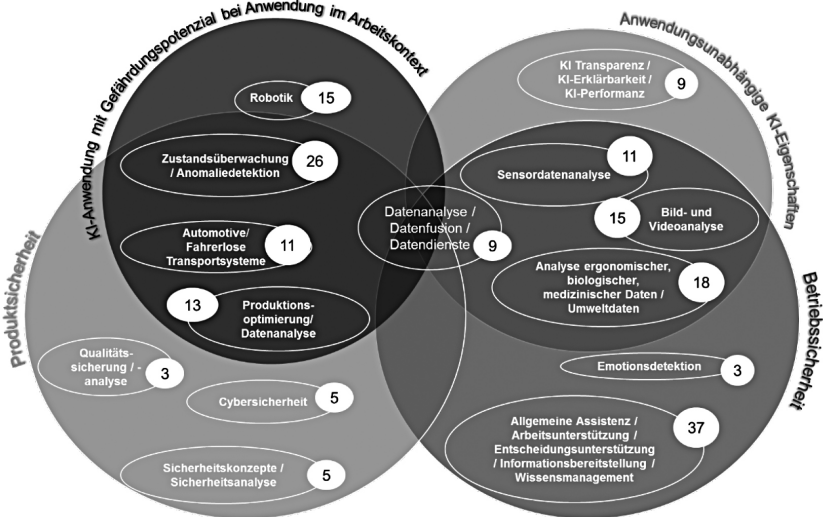 KI-Anwendung mit Gefährdungspotenzial bei Anwendung im Arbeitskontext
Anwendungsunabhängige KI-Eigenschaften
Produktsicherheit
Betriebssicherheit
Robotik
15
Zustandsüberwachung
/ Anomaliedetektion
26
Automotive/
Fahrerlose
Transportsysteme
11
13
Produktions-
optimierung/
Datenanalyse
Qualitäts-
sicherung / -
analyse
3
Cybersicherheit
5
Sicherheitskonzepte /
Sicherheitsanalyse
5
Datenanalyse /
Datenfusion /
Datendienste
9
KI Transparenz /
KI-Erklärbarkeit /
KI-Performanz
9
Sensordatenanalyse
11
15
Bild- und
Videoanalyse
Analyse ergonomischer,
biologischer,
medizinischer Daten /
Umweltdaten
18
Emotionsdetektion
3
Allgemeine Assistenz /
Arbeitsunterstützung /
Entscheidungsunterstützung
/ Informationsbereitstellung /
Wissensmanagement
37